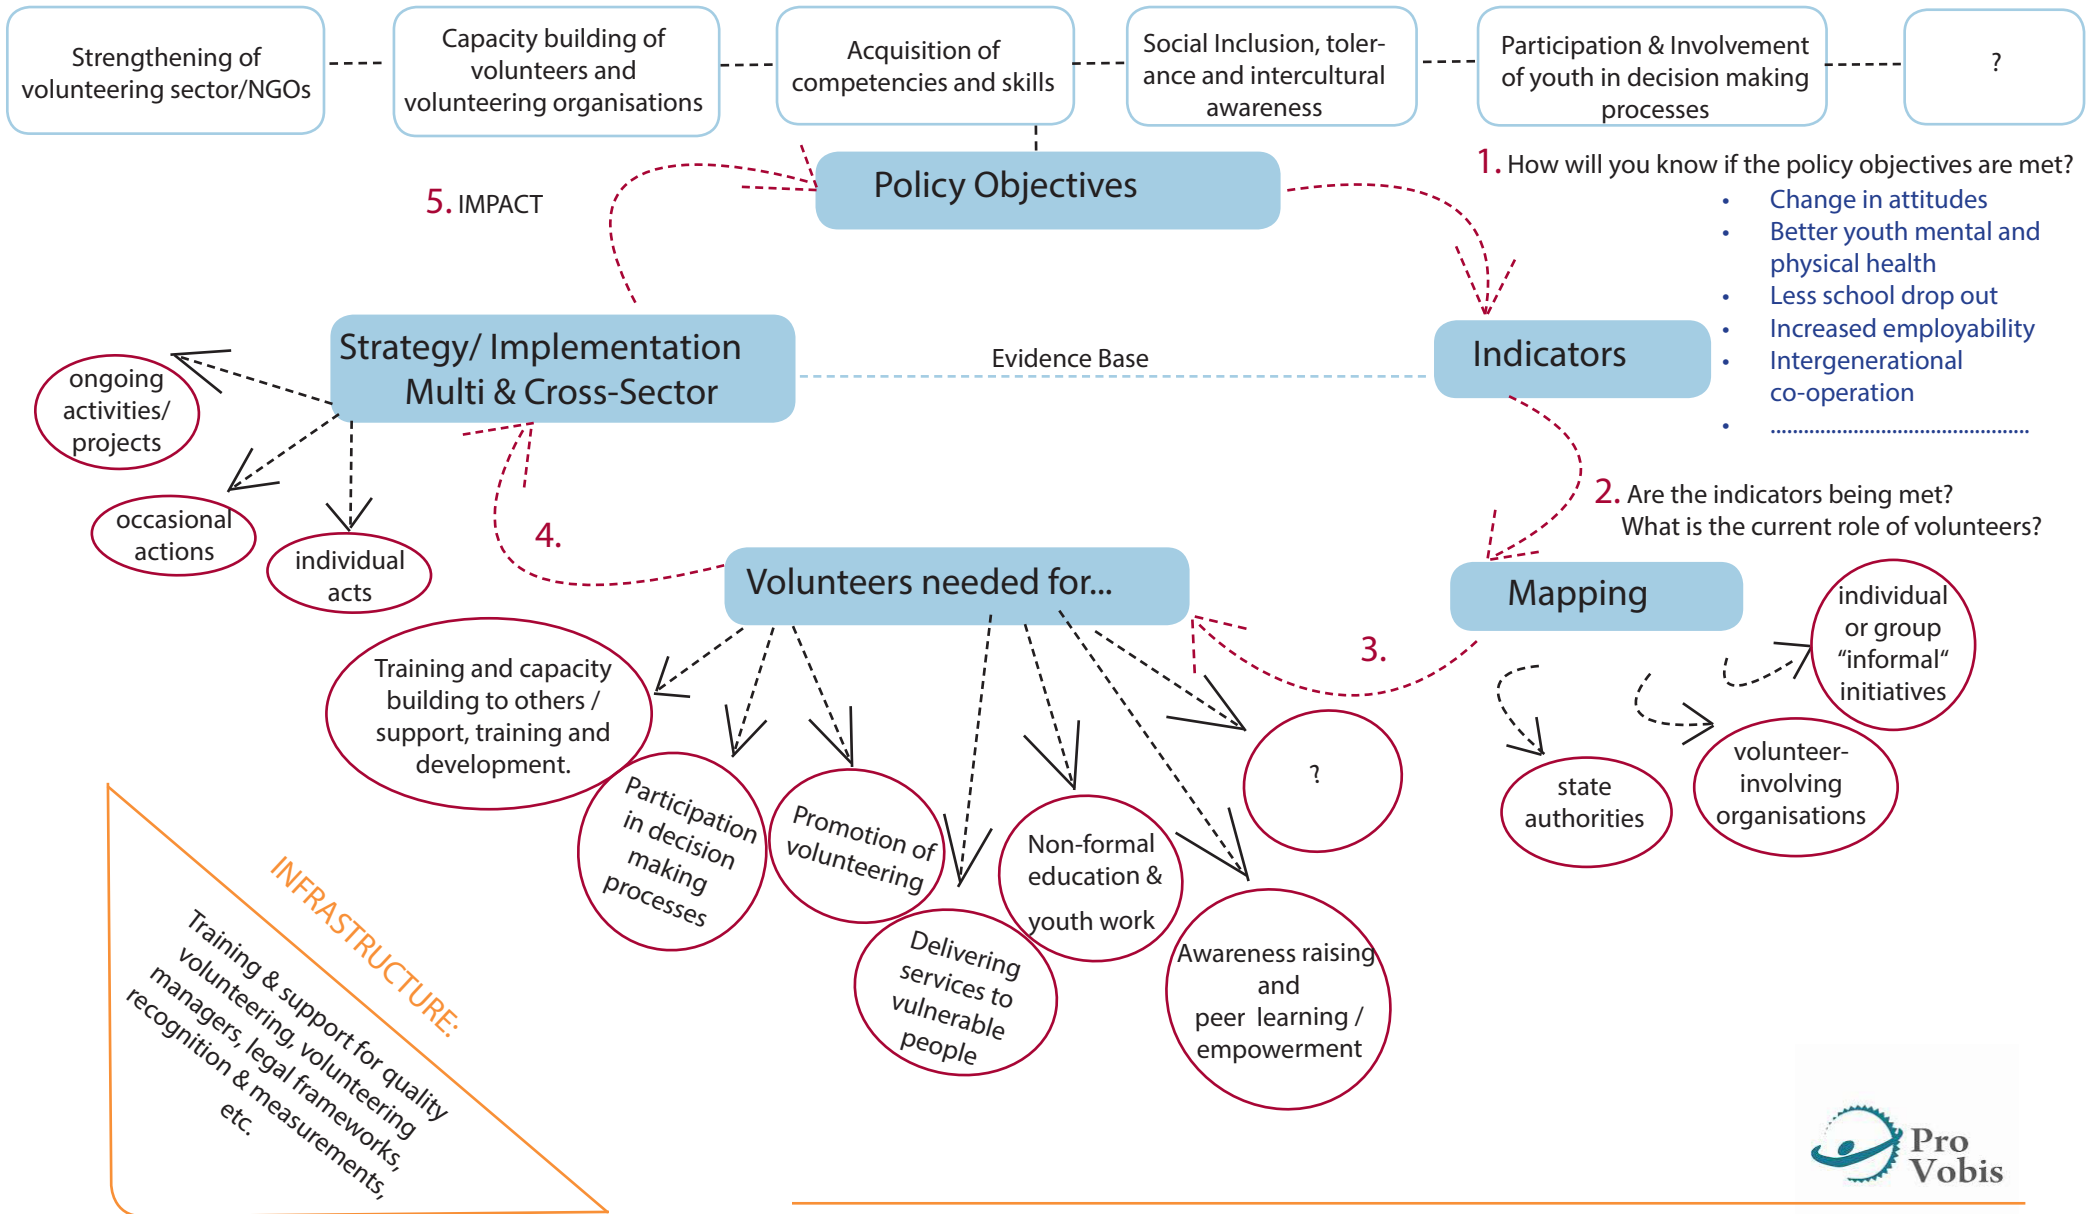 Strengthening of
volunteering sector/NGOs
Capacity building of
volunteers and
volunteering organisations
Acquisition of
competencies and skills
Social Inclusion, toler-
ance and intercultural
awareness
Participation & Involvement
of youth in decision making
processes
?
Policy Objectives
1. How will you know if the policy objectives are met?
• Change in attitudes
• Better youth mental and
physical health
• Less school drop out
• Increased employability
• Intergenerational
co-operation
• ...............................................
5. IMPACT
Strategy/ Implementation
Multi & Cross-Sector
Evidence Base
Indicators
ongoing
activities/
projects
occasional
actions
individual
acts
2. Are the indicators being met?
What is the current role of volunteers?
4.
Volunteers needed for...
3.
Mapping
individual
or group
“informal“
initiatives
volunteer-
involving
organisations
state
authorities
Training and capacity
building to others /
support, training and
development.
Participation
in decision
making
processes
Promotion of
volunteering
Delivering
services to
vulnerable
people
Non-formal
education &
youth work
Awareness raising
and
peer learning /
empowerment
?
INFRASTRUCTURE:
Training & support for quality
volunteering, volunteering
managers, legal frameworks,
recognition & measurements,
etc.
Pro
Vobis